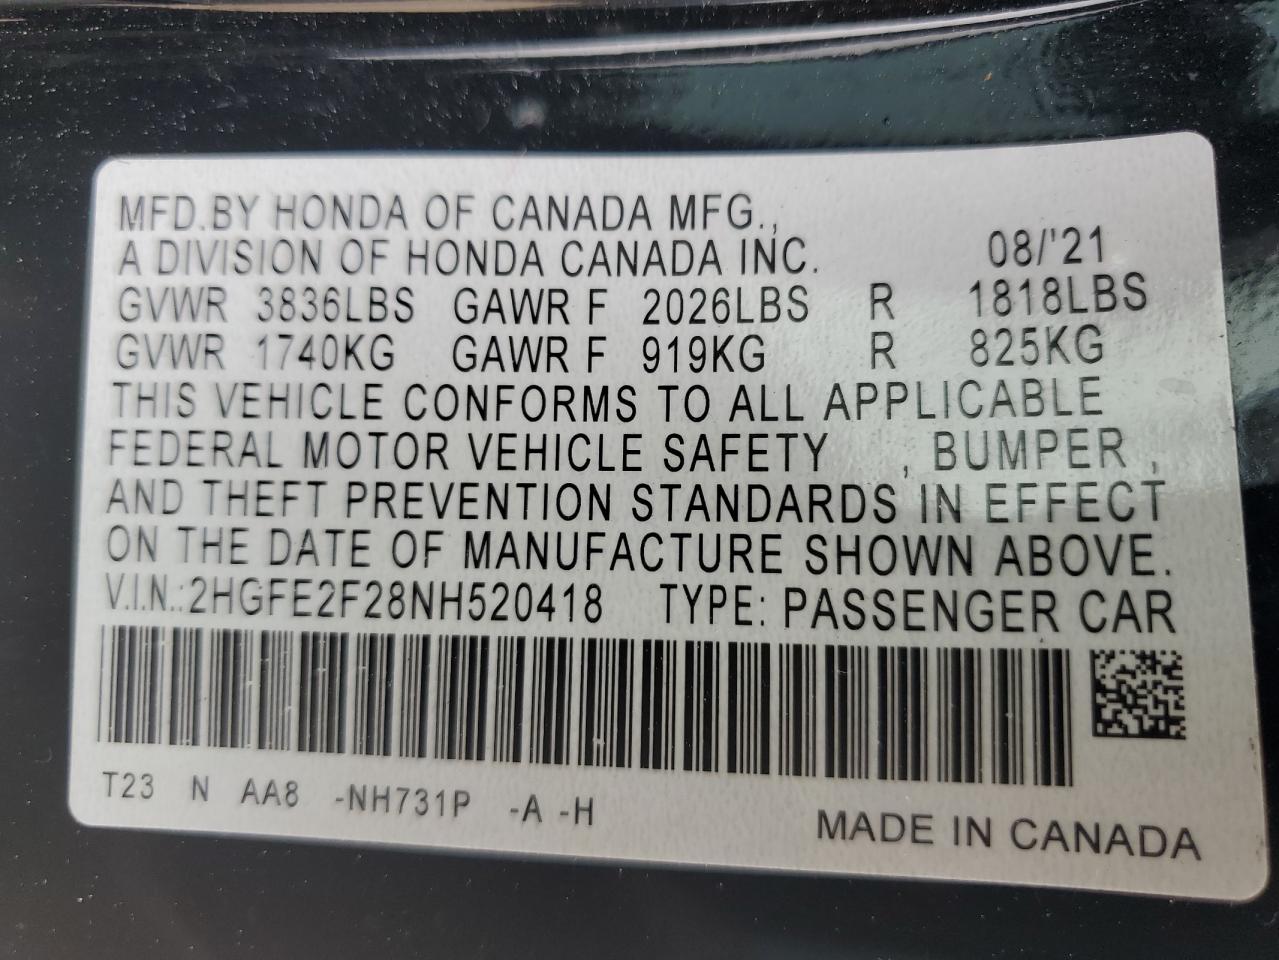 MFD.BY HONDA OF CANADA MFG.,
A DIVISION OF HONDA CANADA INC. 08/'21
GVWR 3836LBS GAWR F 2026LBS R 1818LBS
GVWR 1740KG GAWR F 919KG R 825KG
THIS VEHICLE CONFORMS TO ALL APPLICABLE
FEDERAL MOTOR VEHICLE SAFETY , BUMPER ,
AND THEFT PREVENTION STANDARDS IN EFFECT
ON THE DATE OF MANUFACTURE SHOWN ABOVE.
V.I.N.:2HGFE2F28NH520418 TYPE: PASSENGER CAR
T23 N AA8 -NH731P -A -H
MADE IN CANADA